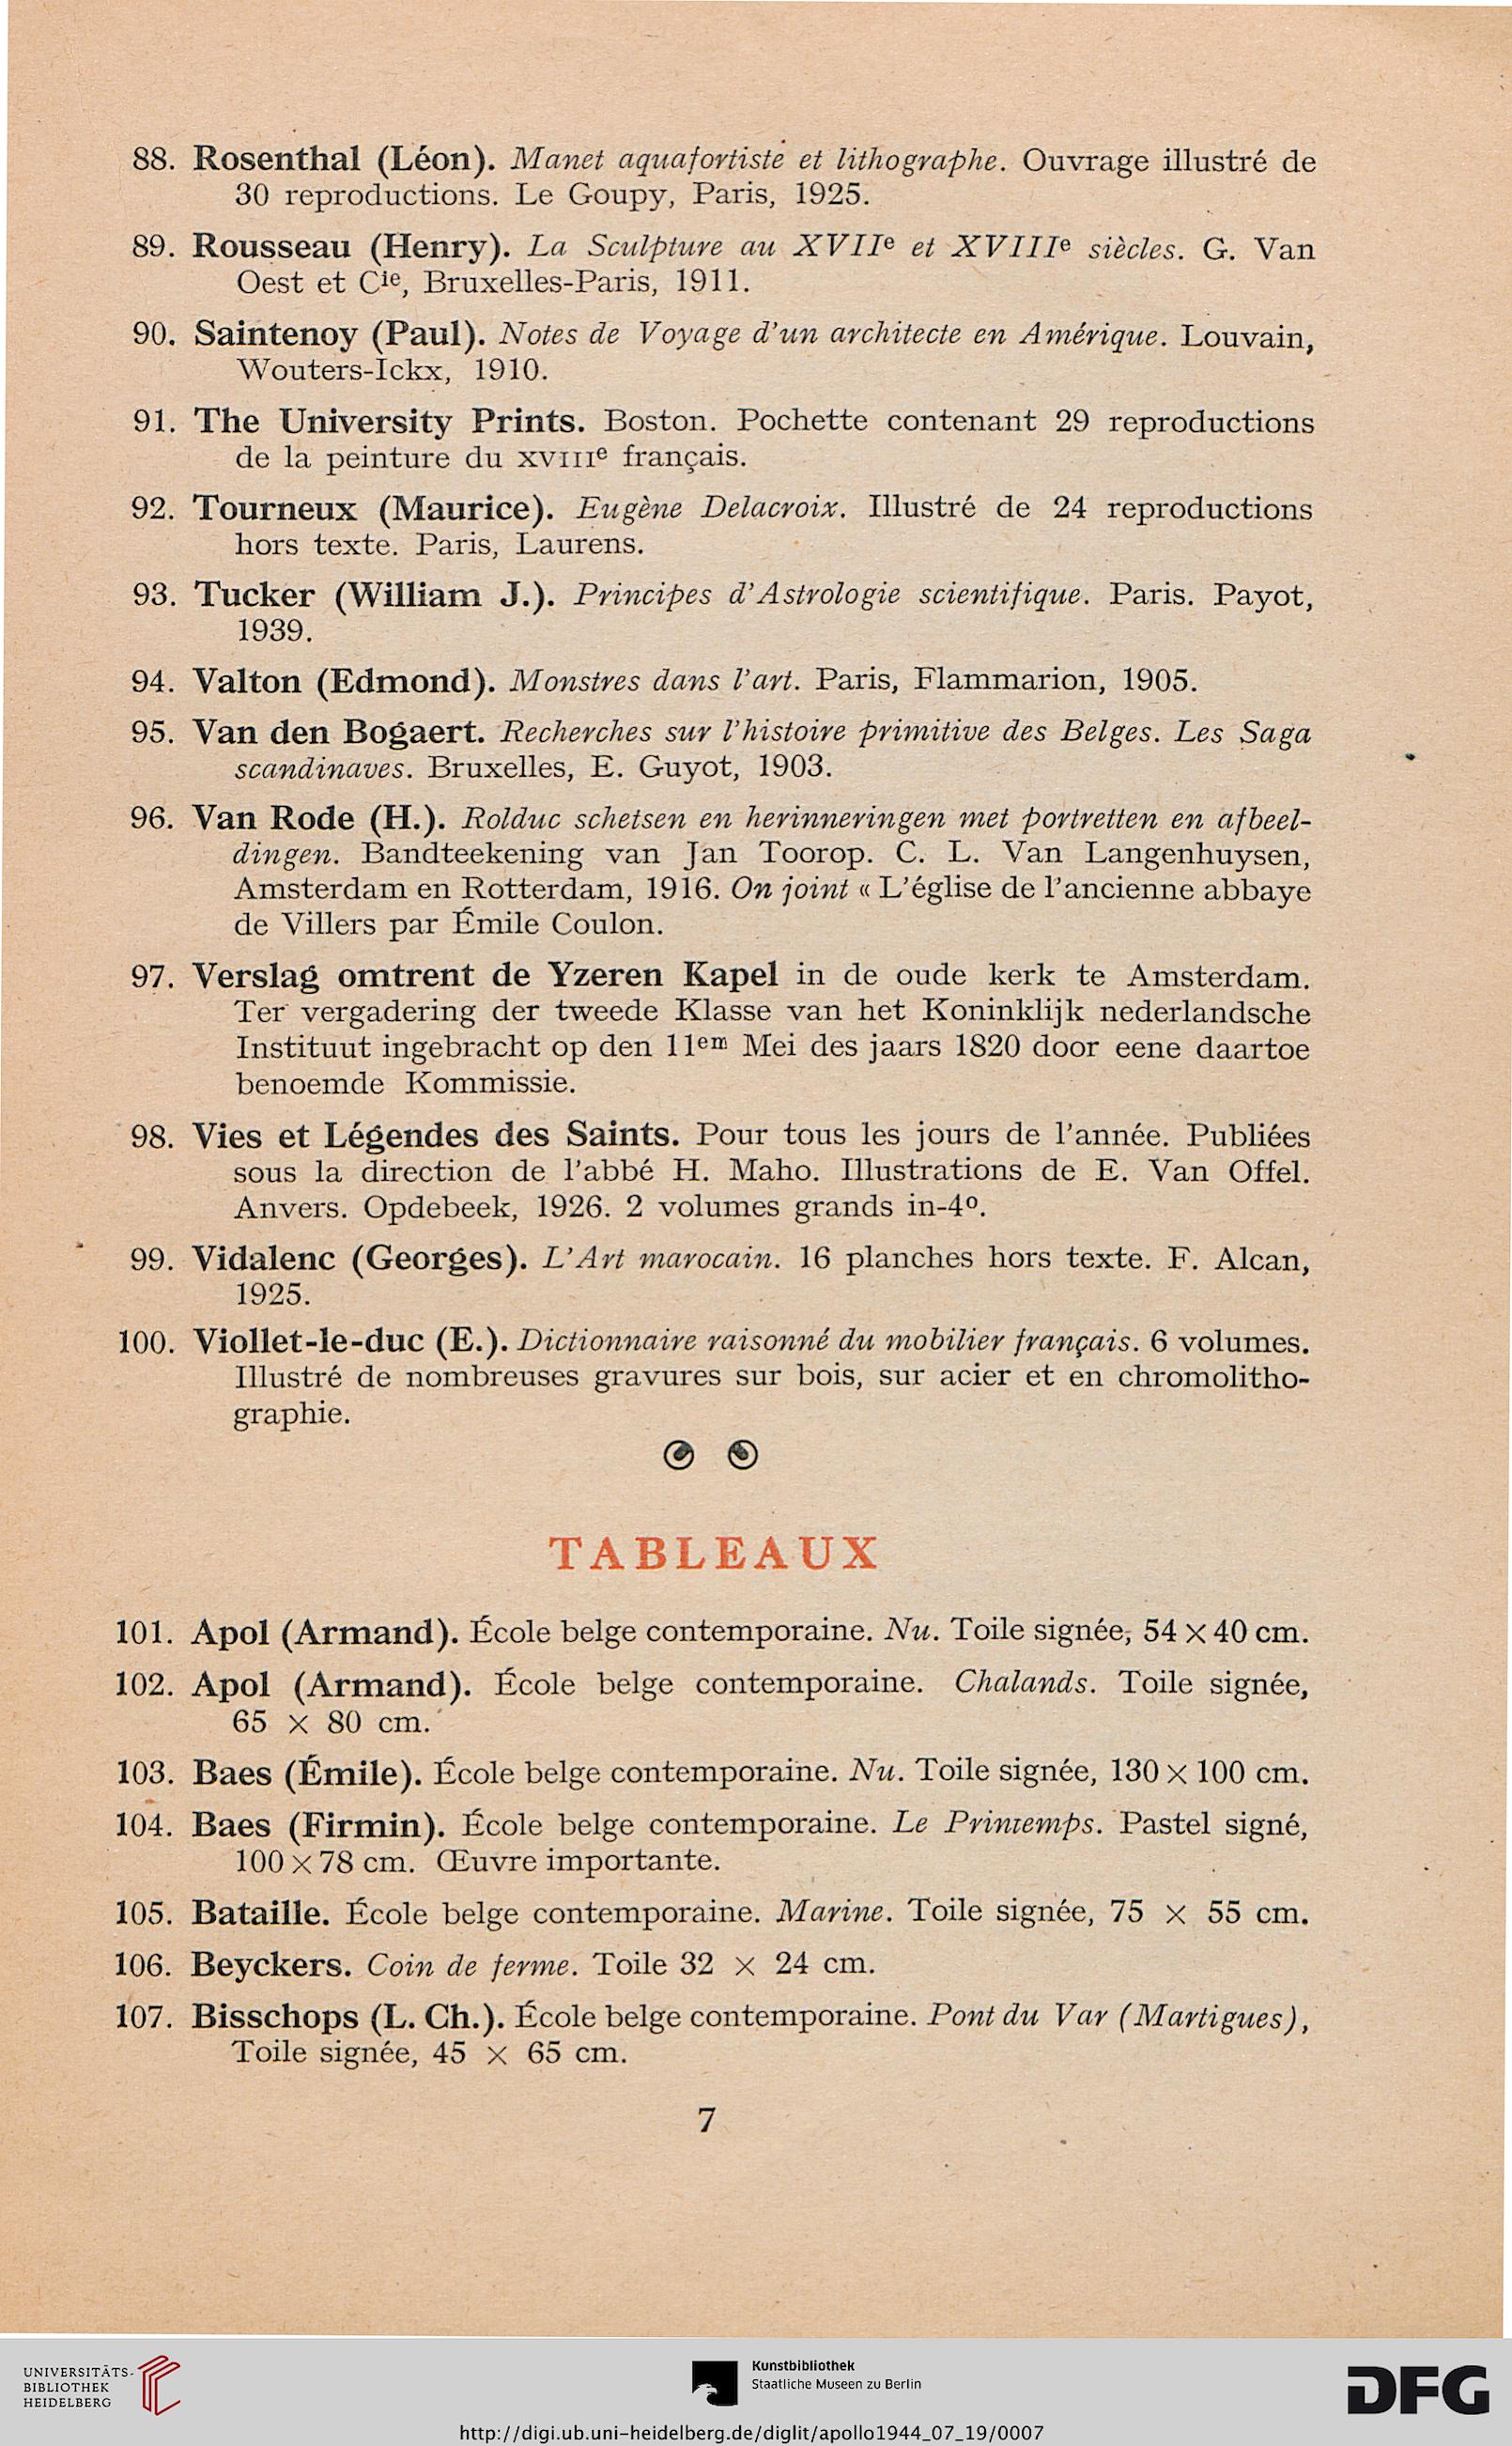 88. Rosenthal (Léon). Manet aquafortiste et lithographe. Ouvrage illustré de
30 reproductions. Le Goupy, Paris, 1925.
89. Rousseau (Henry). La Sculpture au XVIIe et XVIIIe siècles. G. Van
Oest et Cie, Bruxelles-Paris, 1911.
90. Saintenoy (Paul). Notes de Voyage d'un architecte en Amérique. Louvain,
Wouters-Ickx, 1910.
91. The University Prints. Boston. Pochette contenant 29 reproductions
de la peinture du XVIIIe français.
92. Tourneux (Maurice). Eugène Delacroix. Illustré de 24 reproductions
hors texte. Paris, Laurens.
93. Tucker (William J.). Principes d'Astrologie scientifique. Paris. Payot,
1939.
94. Valton (Edmond). Monstres dans l'art. Paris, Flammarion, 1905.
95. Van den Bogaert. Recherches sur l'histoire primitive des Belges. Les Saga
scandinaves. Bruxelles, E. Guyot, 1903.
96. Van Rode (H.). Rolduc schetsen en herinneringen met portretten en afbeel-
dingen. Bandteekening van Jan Toorop. C. L. Van Langenhuysen,
Amsterdam en Rotterdam, 1916. On joint « L'église de l'ancienne abbaye
de Villers par Émile Coulon.
97. Verslag omtrent de Yzeren Kapel in de oude kerk te Amsterdam.
Ter vergadering der tweede Klasse van het Koninklijk nederlandsche
Instituut ingebracht op den 11em Mei des jaars 1820 door eene daartoe
benoemde Kommissie.
98. Vies et Légendes des Saints. Pour tous les jours de l'année. Publiées
sous la direction de l'abbé H. Maho. Illustrations de E. Van Offel.
Anvers. Opdebeek, 1926. 2 volumes grands in-4º.
99. Vidalenc (Georges). L'Art marocain. 16 planches hors texte. F. Alcan,
1925.
100. Viollet-le-duc (E.). Dictionnaire raisonné du mobilier français. 6 volumes.
Illustré de nombreuses gravures sur bois, sur acier et en chromolitho-
graphie.
TABLEAUX
101. Apol (Armand). École belge contemporaine. Nu. Toile signée, 54 × 40 cm.
102. Apol (Armand). École belge contemporaine. Chalands. Toile signée,
65 × 80 cm.
103. Baes (Émile). École belge contemporaine. Nu. Toile signée, 130 × 100 cm.
104. Baes (Firmin). École belge contemporaine. Le Printemps. Pastel signé,
100 × 78 cm. Œuvre importante.
105. Bataille. École belge contemporaine. Marine. Toile signée, 75 × 55 cm.
106. Beyckers. Coin de ferme. Toile 32 × 24 cm.
107. Bisschops (L. Ch.). École belge contemporaine. Pont du Var (Martigues),
Toile signée, 45 × 65 cm.
7
UNIVERSITÄTS-
BIBLIOTHEK
HEIDELBERG
Kunstbibliothek
Staatliche Museen zu Berlin
DFG
http://digi.ub.uni-heidelberg.de/diglit/apollo1944_07_19/0007